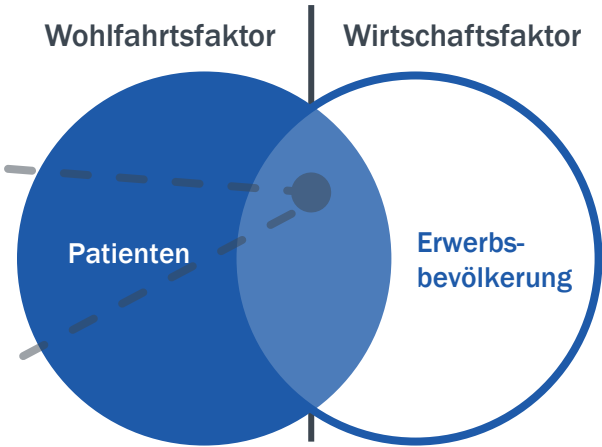 Wohlfahrtsfaktor
Wirtschaftsfaktor
Patienten
Erwerbs-
bevölkerung